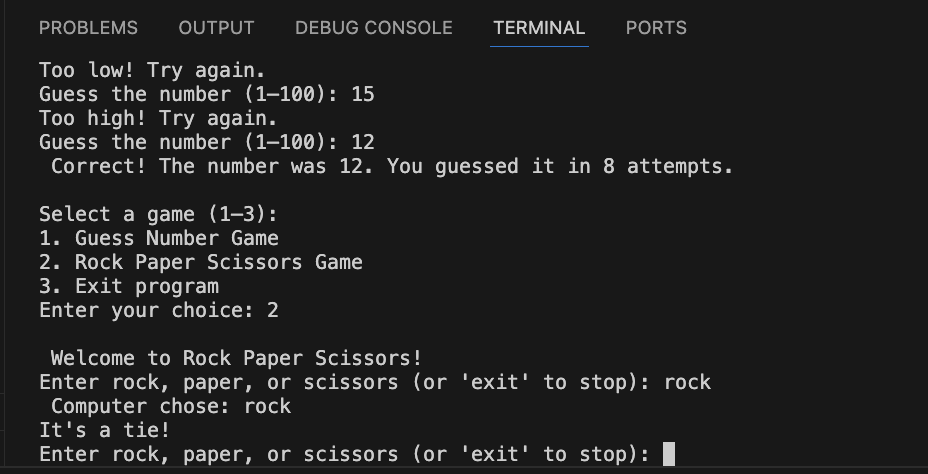 PROBLEMS OUTPUT DEBUG CONSOLE TERMINAL PORTS
Too low! Try again.
Guess the number (1–100): 15
Too high! Try again.
Guess the number (1–100): 12
Correct! The number was 12. You guessed it in 8 attempts.
Select a game (1–3):
1. Guess Number Game
2. Rock Paper Scissors Game
3. Exit program
Enter your choice: 2
Welcome to Rock Paper Scissors!
Enter rock, paper, or scissors (or 'exit' to stop): rock
Computer chose: rock
It's a tie!
Enter rock, paper, or scissors (or 'exit' to stop):